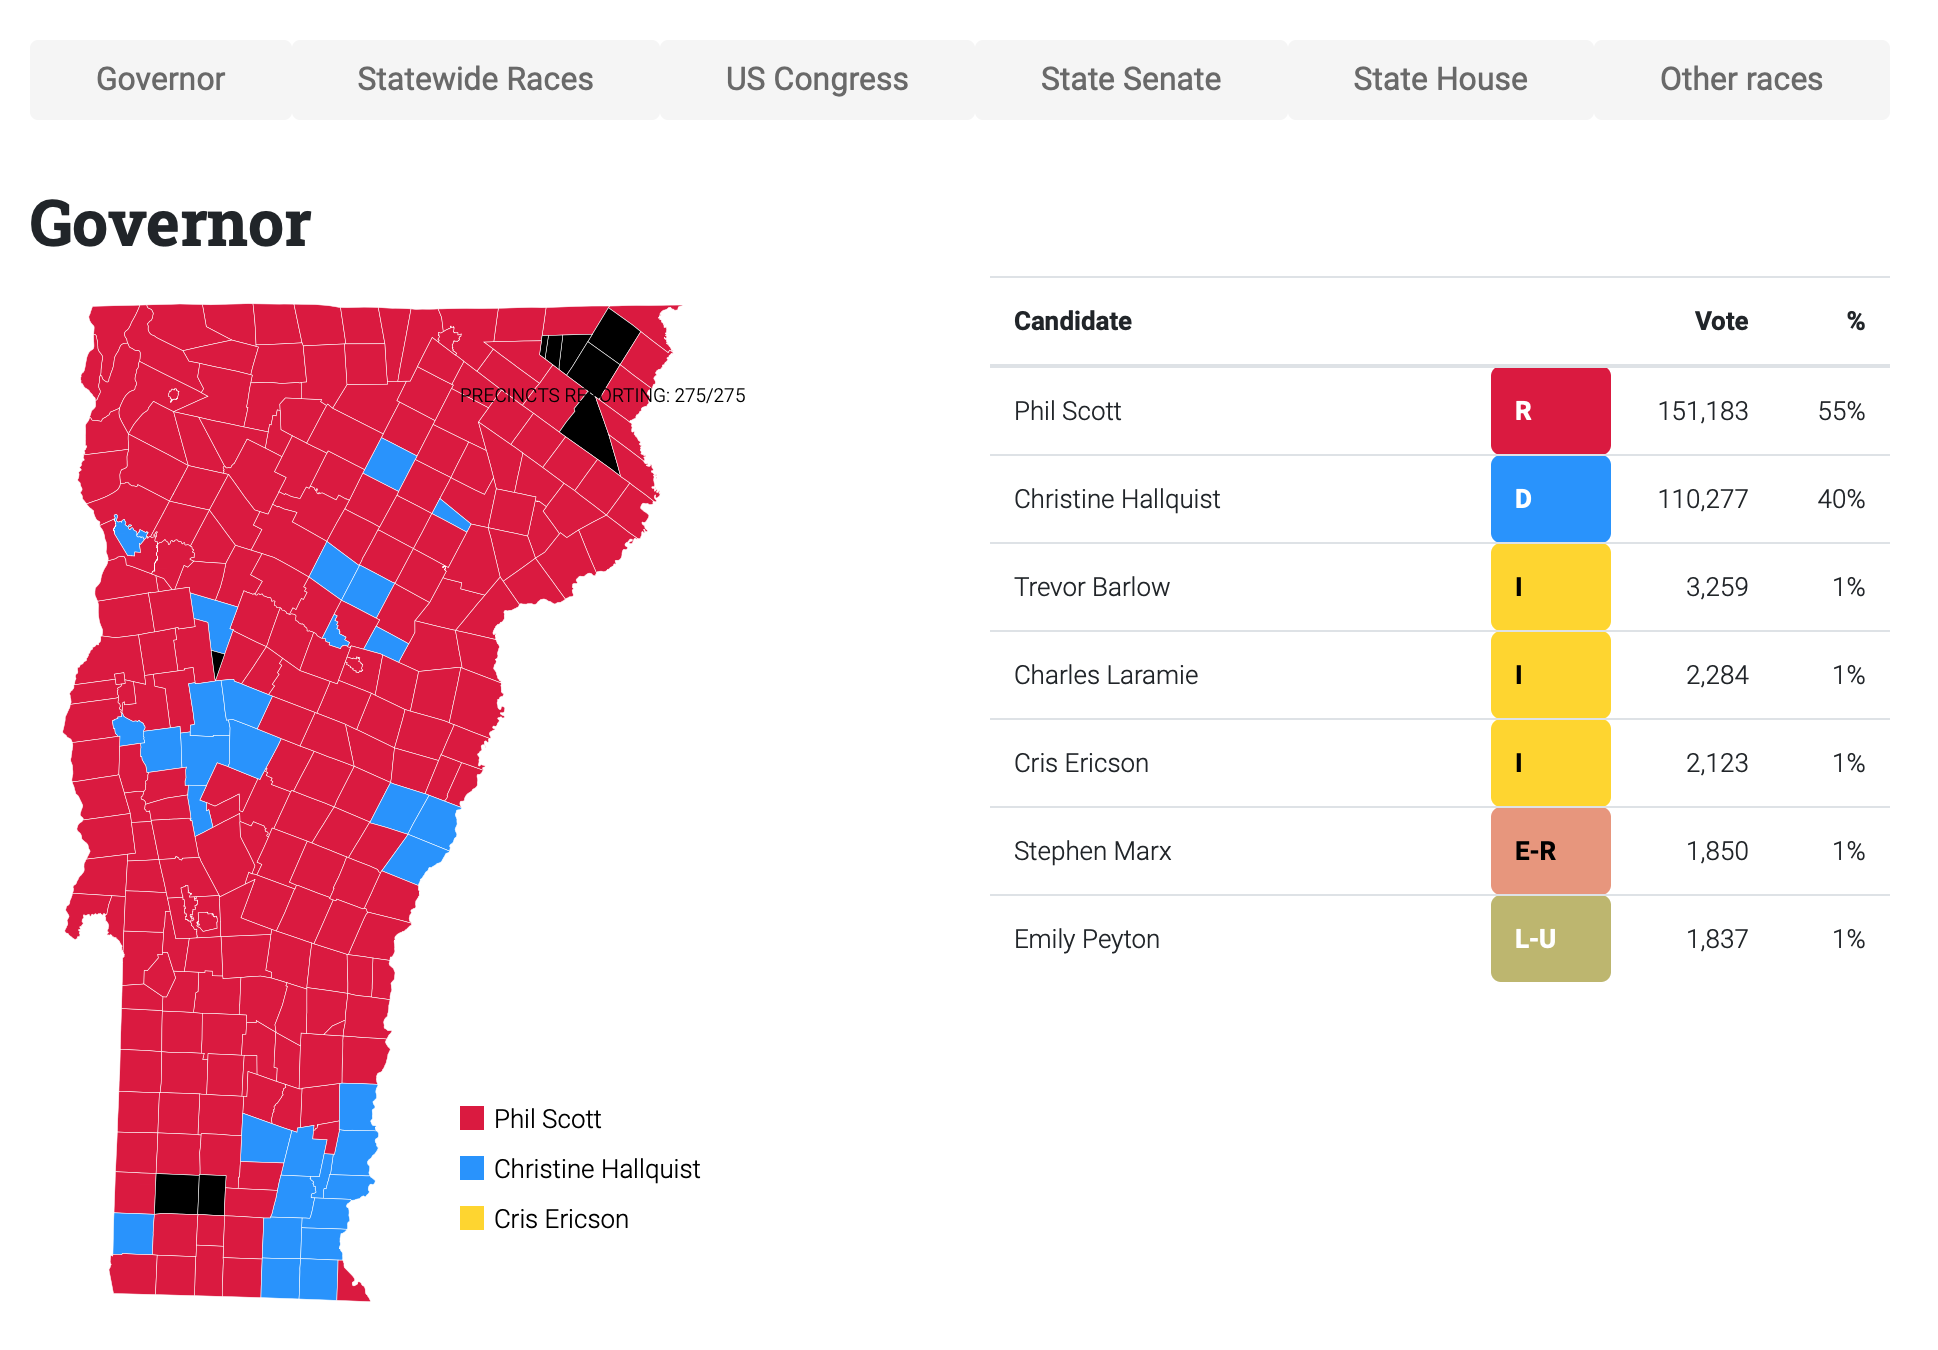 Governor Statewide Races US Congress State Senate State House Other races
Governor
PRECINCTS REPORTING: 275/275
Phil Scott
Christine Hallquist
Cris Ericson
Candidate Vote %
Phil Scott R 151,183 55%
Christine Hallquist D 110,277 40%
Trevor Barlow I 3,259 1%
Charles Laramie I 2,284 1%
Cris Ericson I 2,123 1%
Stephen Marx E-R 1,850 1%
Emily Peyton L-U 1,837 1%